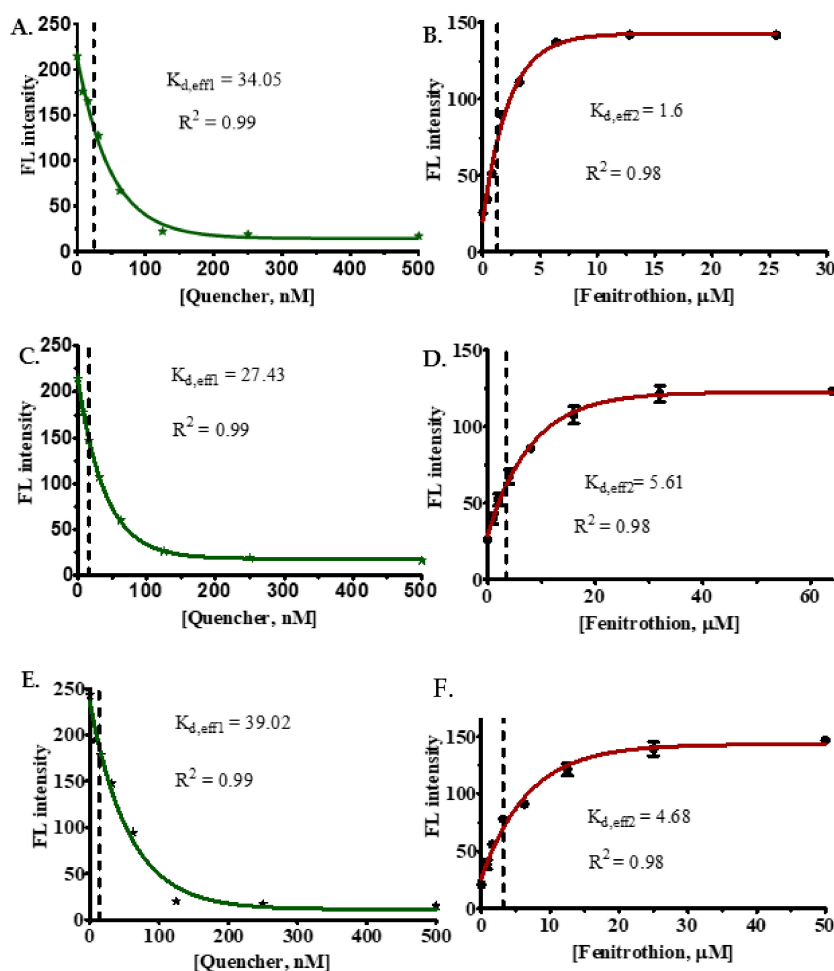 A.
250
200
150
100
50
0
FL intensity
K_d,eff1 = 34.05
R² = 0.99
0 100 200 300 400 500
[Quencher, nM]
B.
150
100
50
0
FL intensity
K_d,eff2 = 1.6
R² = 0.98
0 5 10 15 20 25 30
[Fenitrothion, µM]
C.
250
200
150
100
50
0
FL intensity
K_d,eff1 = 27.43
R² = 0.99
0 100 200 300 400 500
[Quencher, nM]
D.
150
100
50
0
FL intensity
K_d,eff2 = 5.61
R² = 0.98
0 20 40 60
[Fenitrothion, µM]
E.
250
200
150
100
50
0
FL intensity
K_d,eff1 = 39.02
R² = 0.99
0 100 200 300 400 500
[Quencher, nM]
F.
150
100
50
0
FL intensity
K_d,eff2 = 4.68
R² = 0.98
0 10 20 30 40 50
[Fenitrothion, µM]